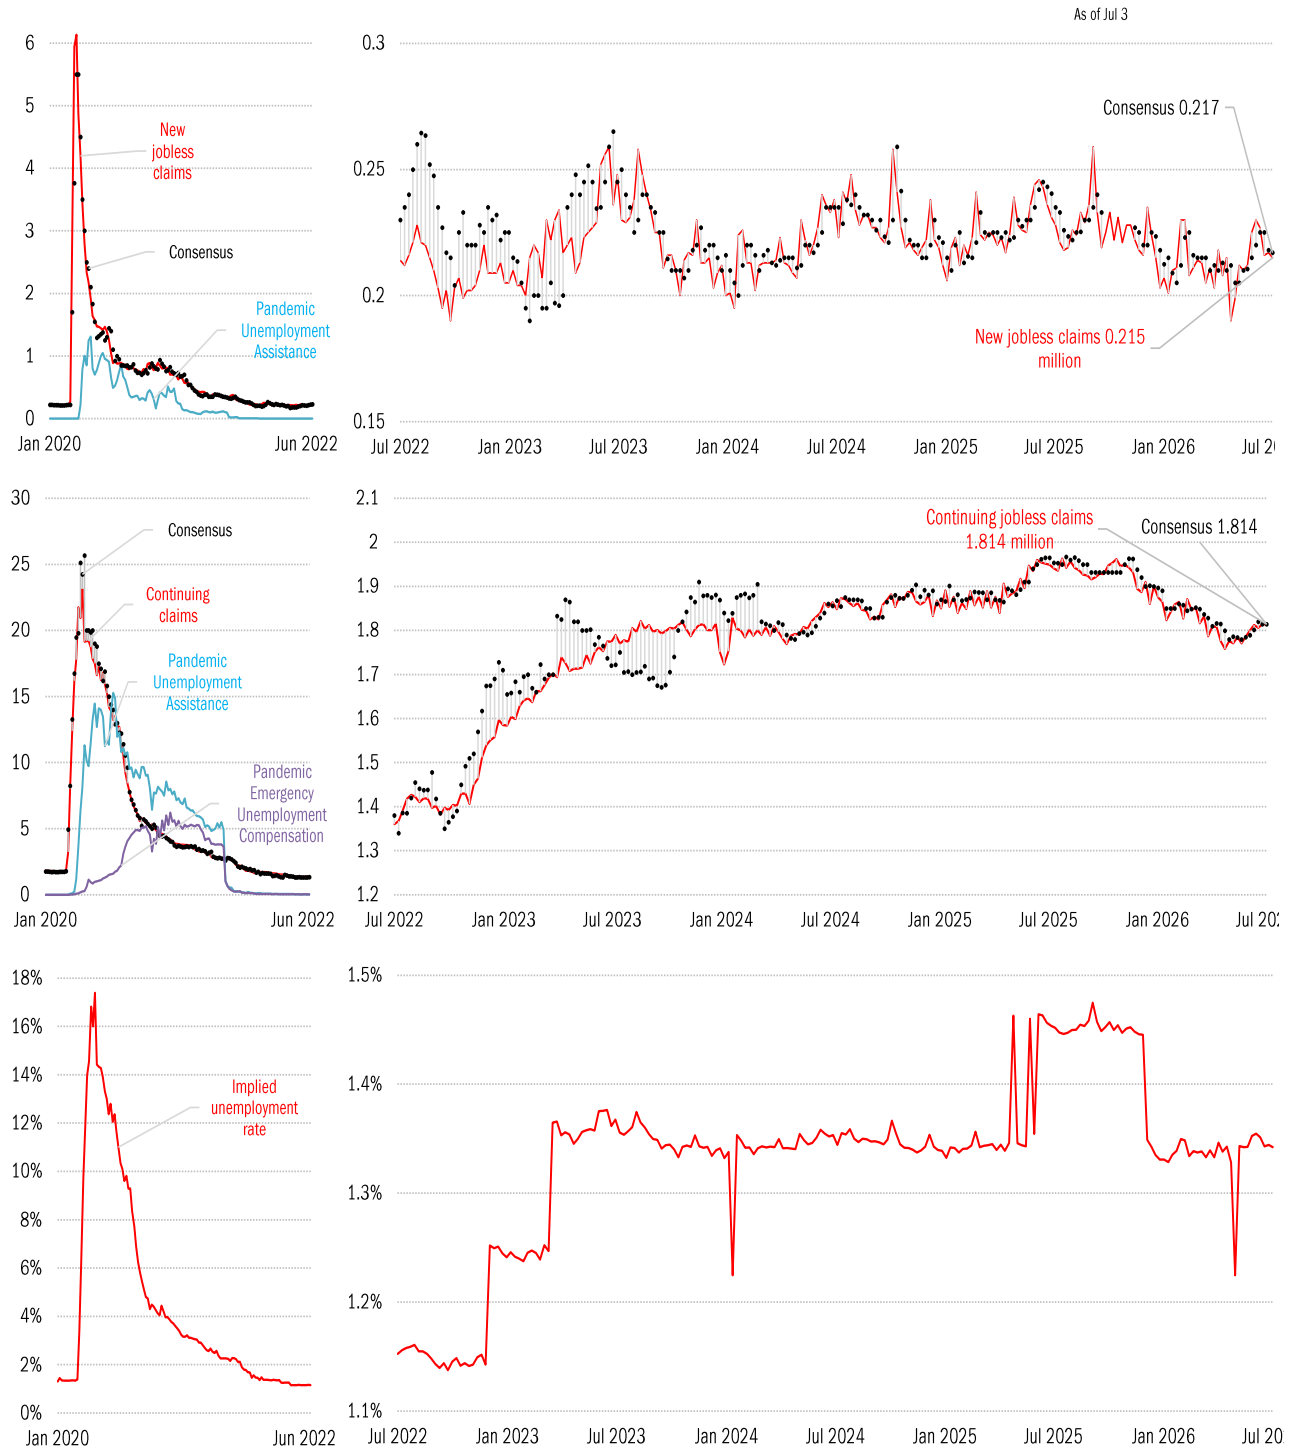 As of Jul 3
6
5
4
3
2
1
0
Jan 2020
Jun 2022
New
jobless
claims
Consensus
Pandemic
Unemployment
Assistance
0.3
0.25
0.2
0.15
Consensus 0.217
New jobless claims 0.215
million
Jul 2022
Jan 2023
Jul 2023
Jan 2024
Jul 2024
Jan 2025
Jul 2025
Jan 2026
Jul 20
30
25
20
15
10
5
0
Jan 2020
Jun 2022
Consensus
Continuing
claims
Pandemic
Unemployment
Assistance
Pandemic
Emergency
Unemployment
Compensation
2.1
2
1.9
1.8
1.7
1.6
1.5
1.4
1.3
1.2
Continuing jobless claims
1.814 million
Consensus 1.814
Jul 2022
Jan 2023
Jul 2023
Jan 2024
Jul 2024
Jan 2025
Jul 2025
Jan 2026
Jul 202
18%
16%
14%
12%
10%
8%
6%
4%
2%
0%
Jan 2020
Jun 2022
Implied
unemployment
rate
1.5%
1.4%
1.3%
1.2%
1.1%
Jul 2022
Jan 2023
Jul 2023
Jan 2024
Jul 2024
Jan 2025
Jul 2025
Jan 2026
Jul 20